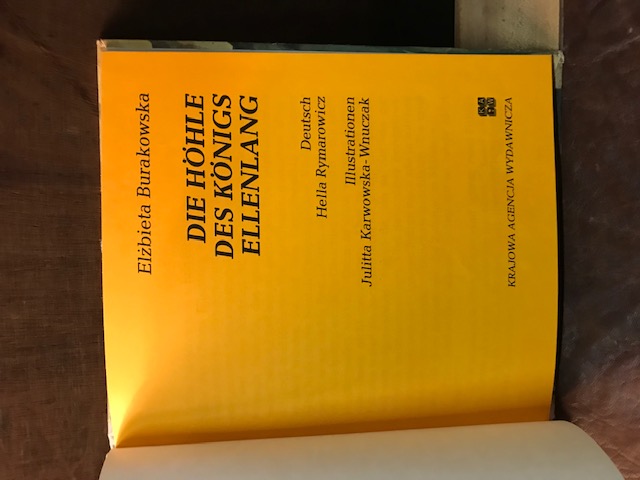 Elżbieta Burakowska
DIE HÖHLE
DES KÖNIGS
ELLENLANG
Deutsch
Hella Rymarowicz
Illustrationen
Julitta Karwowska-Wnuczak
KRAJOWA AGENCJA WYDAWNICZA